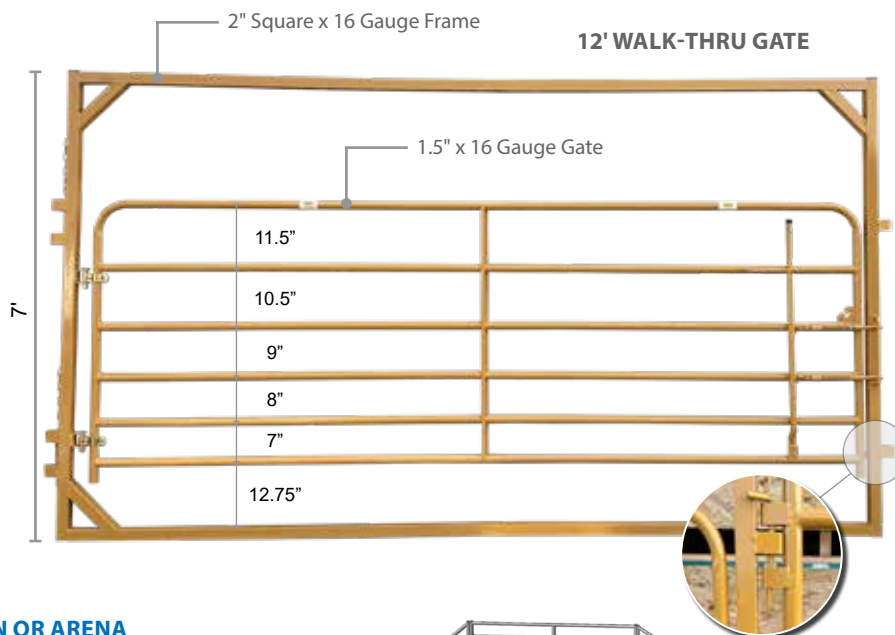 2" Square x 16 Gauge Frame
12' WALK-THRU GATE
1.5" x 16 Gauge Gate
11.5”
10.5”
7'
9”
8”
7”
12.75”
OR ARENA